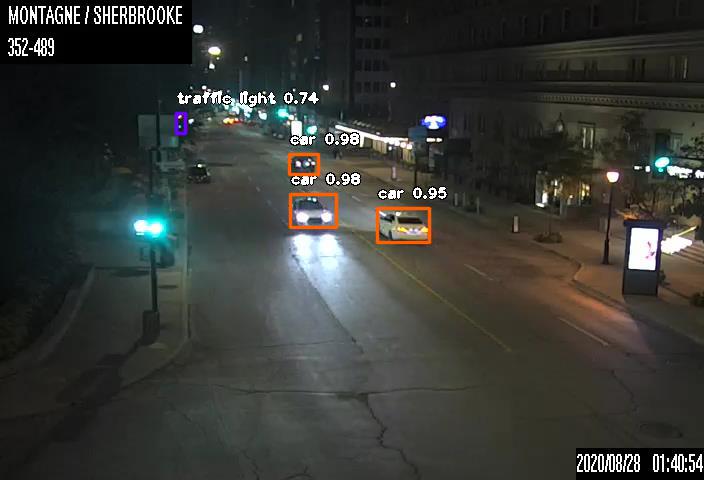 MONTAGNE / SHERBROOKE
352-489
traffic light 0.74
car 0.98
car 0.98
car 0.95
2020/08/28 01:40:54